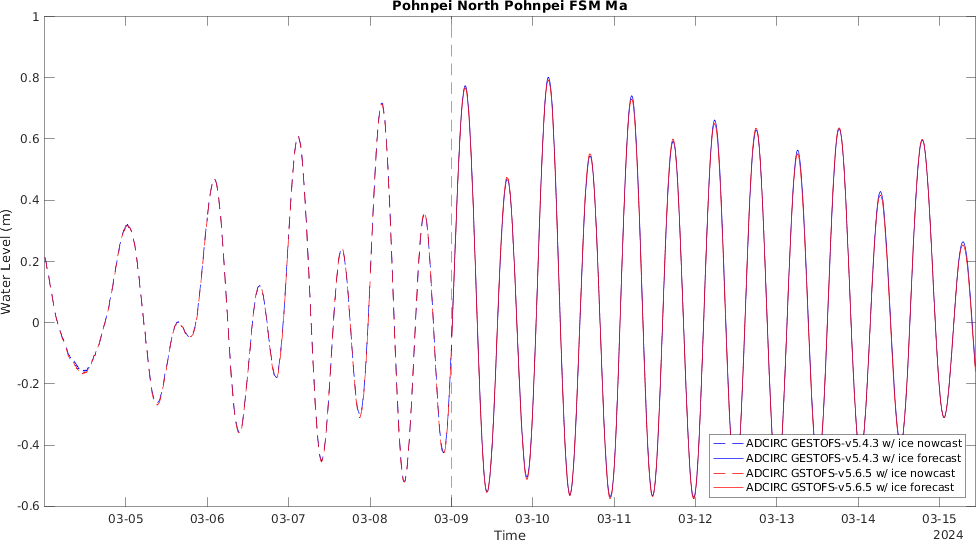 Pohnpei North Pohnpei FSM Ma
1
0.8
0.6
0.4
0.2
0
-0.2
-0.4
-0.6
Water Level (m)
ADCIRC GESTOFS-v5.4.3 w/ ice nowcast
ADCIRC GESTOFS-v5.4.3 w/ ice forecast
ADCIRC GSTOFS-v5.6.5 w/ ice nowcast
ADCIRC GSTOFS-v5.6.5 w/ ice forecast
03-05 03-06 03-07 03-08 03-09 03-10 03-11 03-12 03-13 03-14 03-15
Time
2024